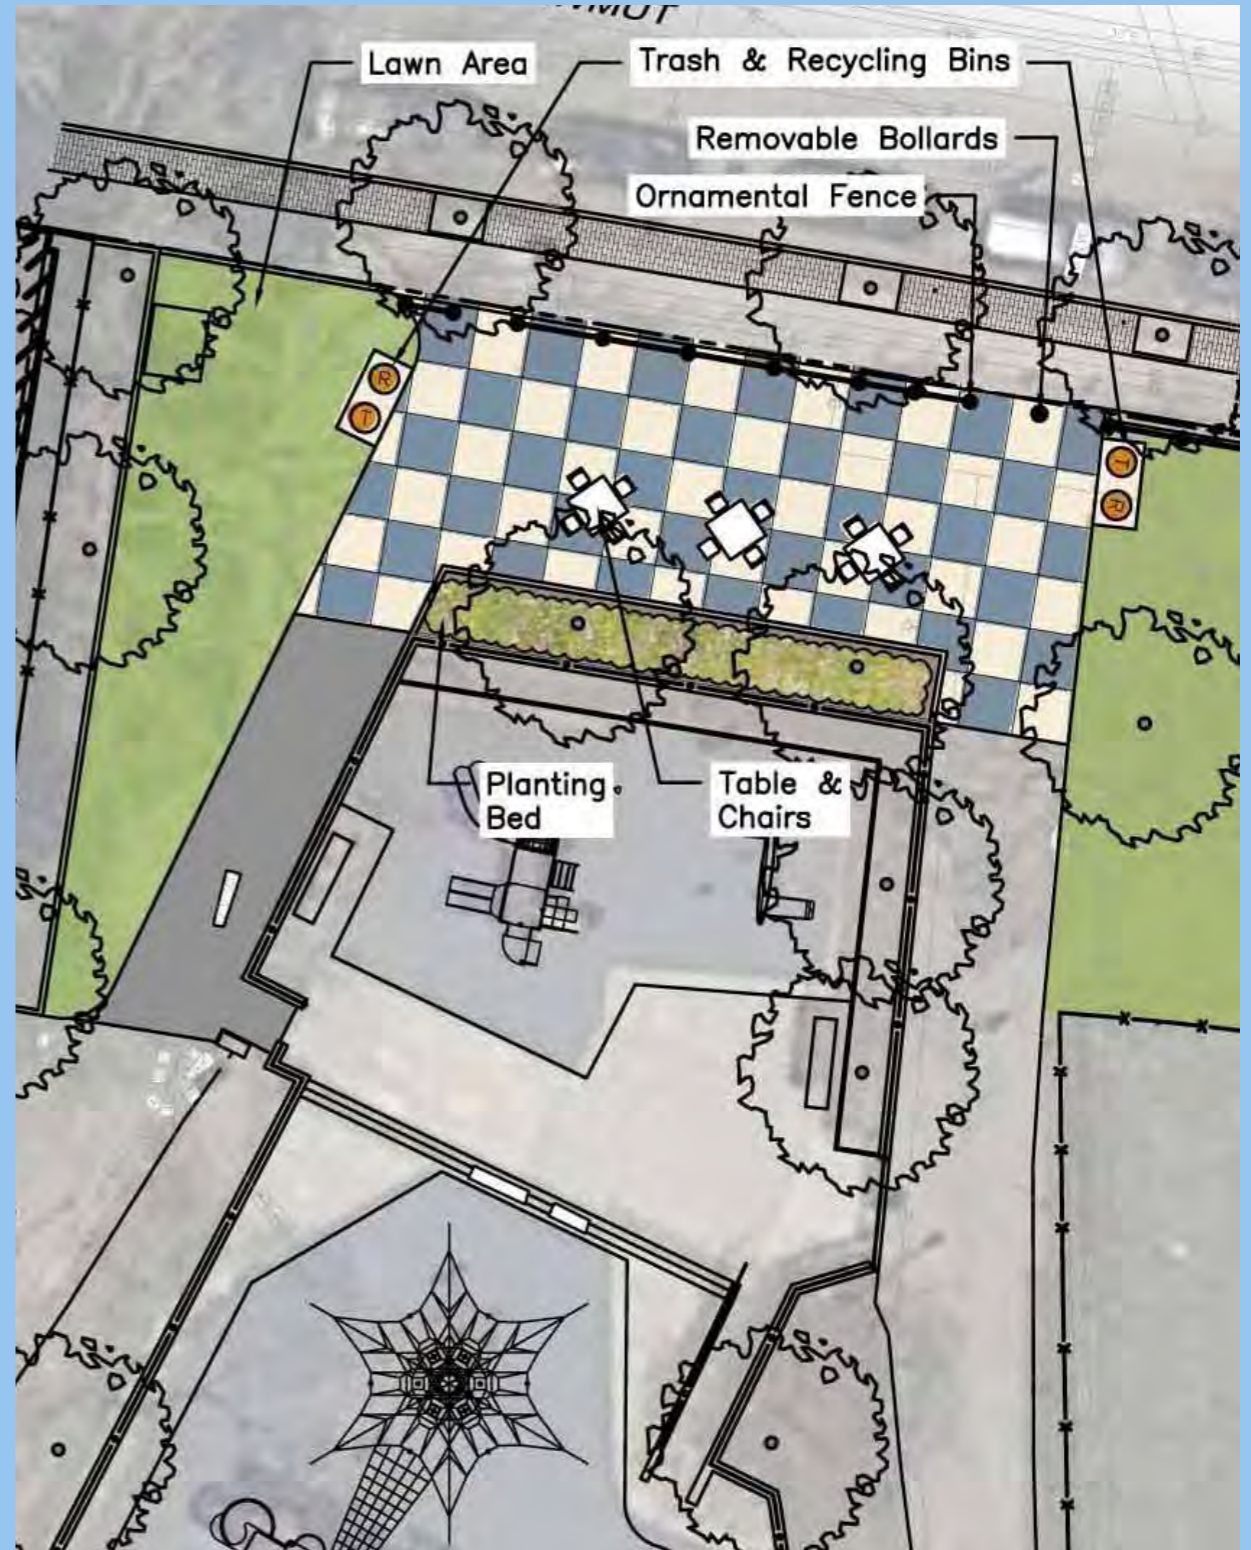 Lawn Area
Trash & Recycling Bins
Removable Bollards
Ornamental Fence
R
T
T
R
Planting
Bed
Table &
Chairs